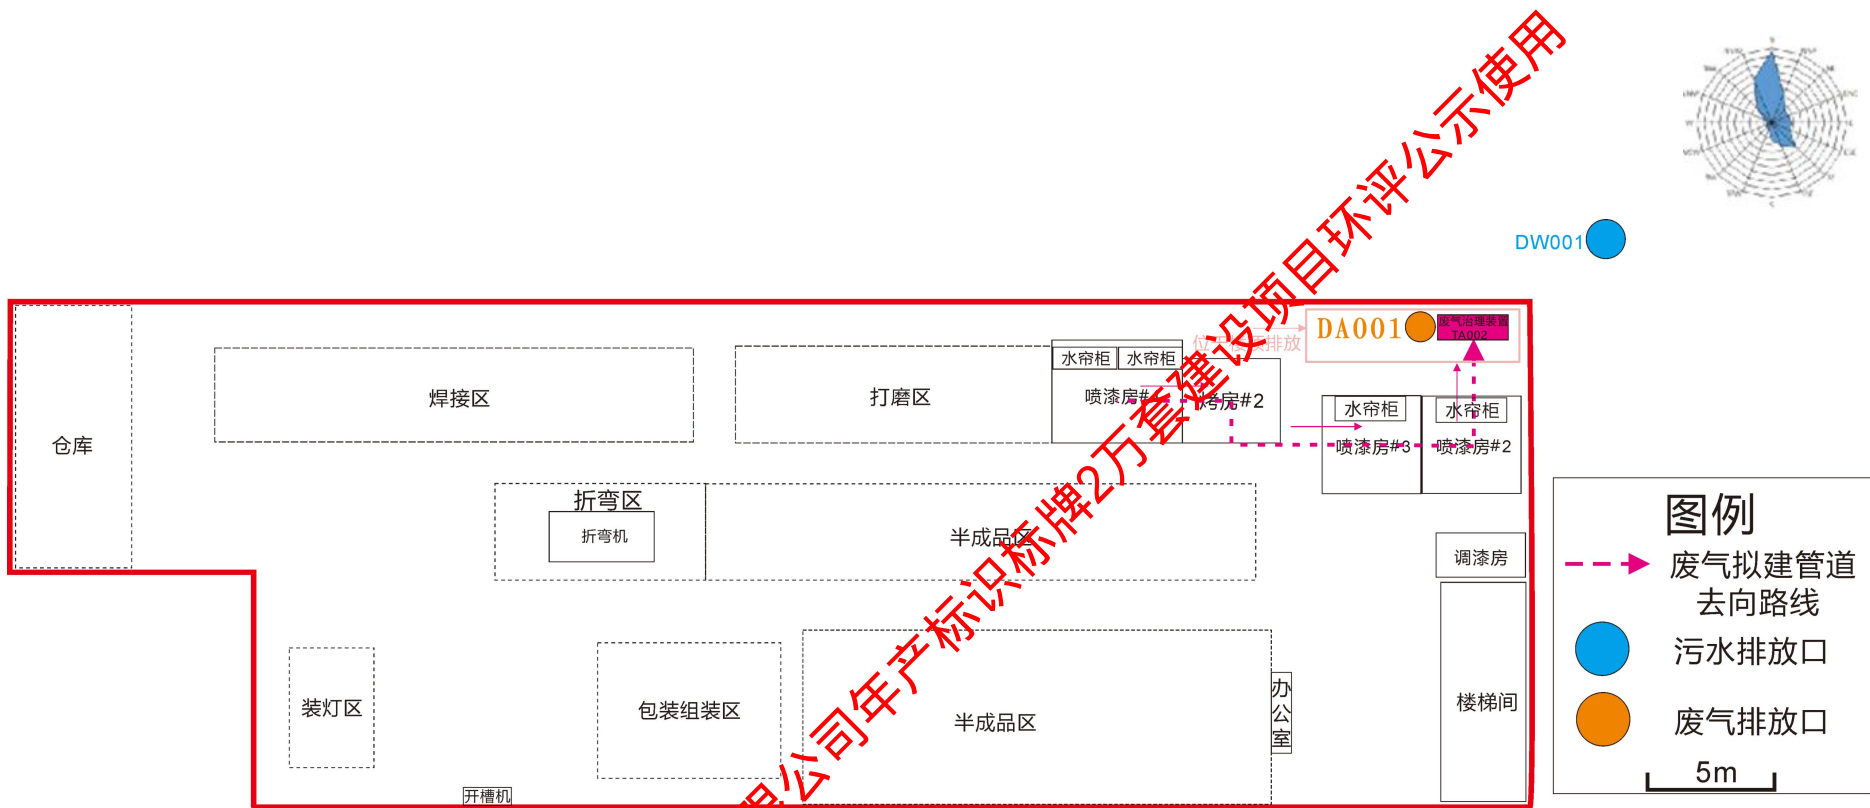 公司年产标识标牌2万套建设项目环评公示使用
DW001
DA001
废气治理装置
TA002
水帘柜
水帘柜
焊接区
打磨区
烤房#2
水帘柜
水帘柜
仓库
喷漆房#3
喷漆房#2
折弯区
折弯机
半成品区
调漆房
装灯区
包装组装区
半成品区
办公室
楼梯间
开槽机
图例
废气拟建管道
去向路线
污水排放口
废气排放口
5m